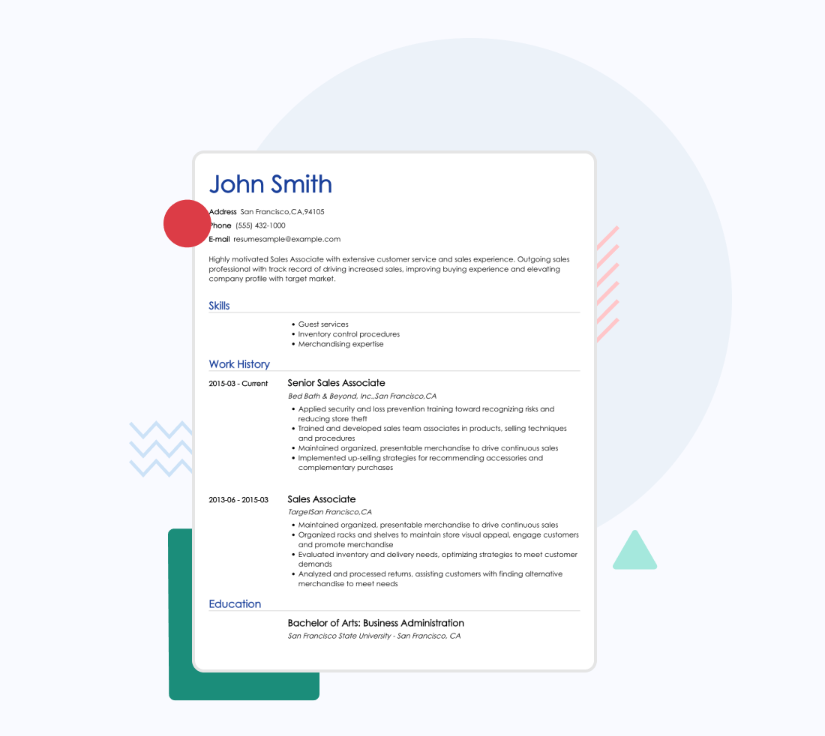 John Smith
Address San Francisco,CA,94105
Phone (555) 432-1000
E-mail resumesample@example.com
Highly motivated Sales Associate with extensive customer service and sales experience. Outgoing sales
professional with track record of driving increased sales, improving buying experience and elevating
company profile with target market.
Skills
• Guest services
• Inventory control procedures
• Merchandising expertise
Work History
2015-03 - Current Senior Sales Associate
Bed Bath & Beyond, Inc.,San Francisco,CA
• Applied security and loss prevention training toward recognizing risks and
reducing store theft
• Trained and developed sales team associates in products, selling techniques
and procedures
• Maintained organized, presentable merchandise to drive continuous sales
• Implemented up-selling strategies for recommending accessories and
complementary purchases
2013-06 - 2015-03 Sales Associate
TargetSan Francisco,CA
• Maintained organized, presentable merchandise to drive continuous sales
• Organized racks and shelves to maintain store visual appeal, engage customers
and promote merchandise
• Evaluated inventory and delivery needs, optimizing strategies to meet customer
demands
• Analyzed and processed returns, assisting customers with finding alternative
merchandise to meet needs
Education
Bachelor of Arts: Business Administration
San Francisco State University - San Francisco, CA